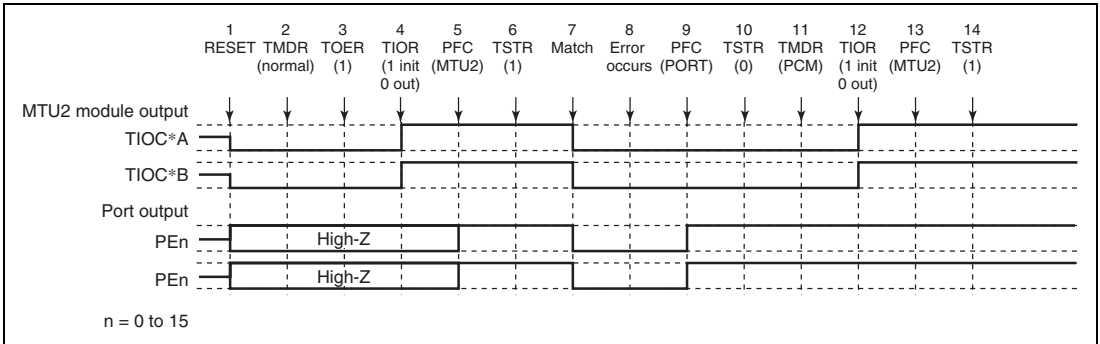 1 2 3 4 5 6 7 8 9 10 11 12 13 14
RESET TMDR TOER TIOR PFC TSTR Match Error PFC TSTR TMDR TIOR PFC TSTR
(normal) (1) (1 init (MTU2) (1) occurs (PORT) (0) (PCM) (1 init (MTU2) (1)
0 out) 0 out)
MTU2 module output
TIOC*A
TIOC*B
Port output
PEn High-Z
PEn High-Z
n = 0 to 15